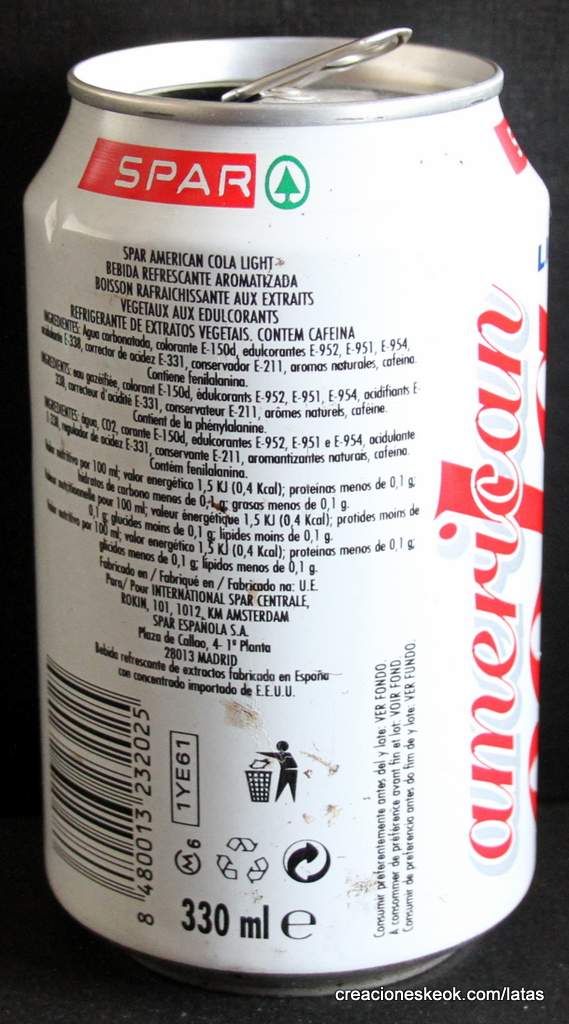 SPAR
SPAR AMERICAN COLA LIGHT
BEBIDA REFRESCANTE AROMATIZADA
BOISSON RAFRAICHISSANTE AUX EXTRAITS
VEGETAUX AUX EDULCORANTS
REFRIGERANTE DE EXTRATOS VEGETAIS. CONTEM CAFEINA
INGREDIENTES: Agua carbonatada, colorante E-150d, edulcorantes E-952, E-951, E-954,
acidulante E-338, corrector de acidez E-331, conservador E-211, aromas naturales, cafeína.
Contiene fenilalanina.
INGREDIENTS: eau gazéifiée, colorant E-150d, édulcorants E-952, E-951, E-954, acidifiants E-
338, correcteur d'acidité E-331, conservateur E-211, arômes naturels, caféine.
Contient de la phénylalanine.
INGREDIENTES: água, CO2, corante E-150d, edulcorantes E-952, E-951 e E-954, acidulante
E-338, regulador de acidez E-331, conservante E-211, aromantizantes naturais, cafeína.
Contém fenilalanina.
Valor nutritivo por 100 ml; valor energético 1,5 KJ (0,4 Kcal); proteinas menos de 0,1 g;
hidratos de carbono menos de 0,1 g; grasas menos de 0,1 g.
Valeur nutritionnelle pour 100 ml; valeur énergétique 1,5 KJ (0,4 Kcal); protides moins de
0,1 g; glucides moins de 0,1 g; lipides moins de 0,1 g.
Valor nutritivo por 100 ml; valor energético 1,5 KJ (0,4 Kcal); proteinas menos de 0,1 g;
glicidos menos de 0,1 g; lipidos menos de 0,1 g.
Fabricado en / Fabriqué en / Fabricado na: U.E.
Para/ Pour INTERNATIONAL SPAR CENTRALE,
ROKIN, 101, 1012, KM AMSTERDAM
SPAR ESPAÑOLA S.A.
Plaza de Callao, 4- 1ª Planta
28013 MADRID
Bebida refrescante de extractos fabricada en España
con concentrado importado de E.E.U.U.
8 480013 232025
1YE61
M 6
330 ml e
Consumir preferentemente antes del y lote: VER FONDO.
A consommer de préférence avant fin et lot: VOIR FOND.
Consumir de preferencia antes do fim de y lote: VER FUNDO.
american
creacioneskeok.com/latas